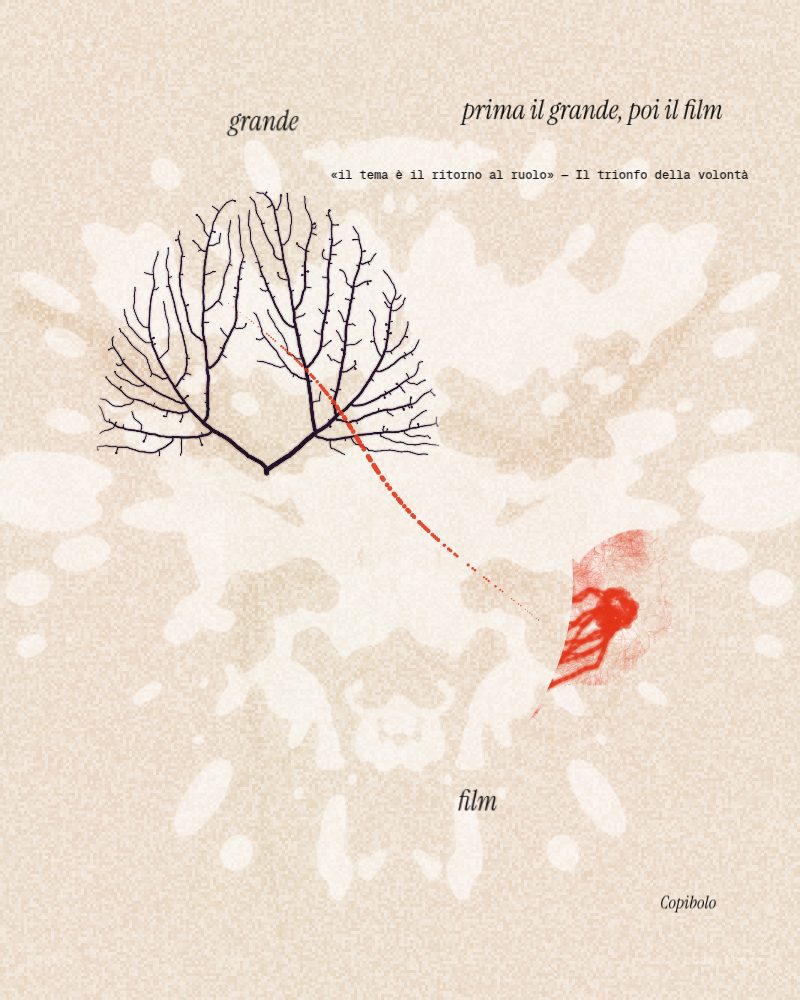 prima il grande, poi il film
grande
«il tema è il ritorno al ruolo» — Il trionfo della volontà
film
Copibolo